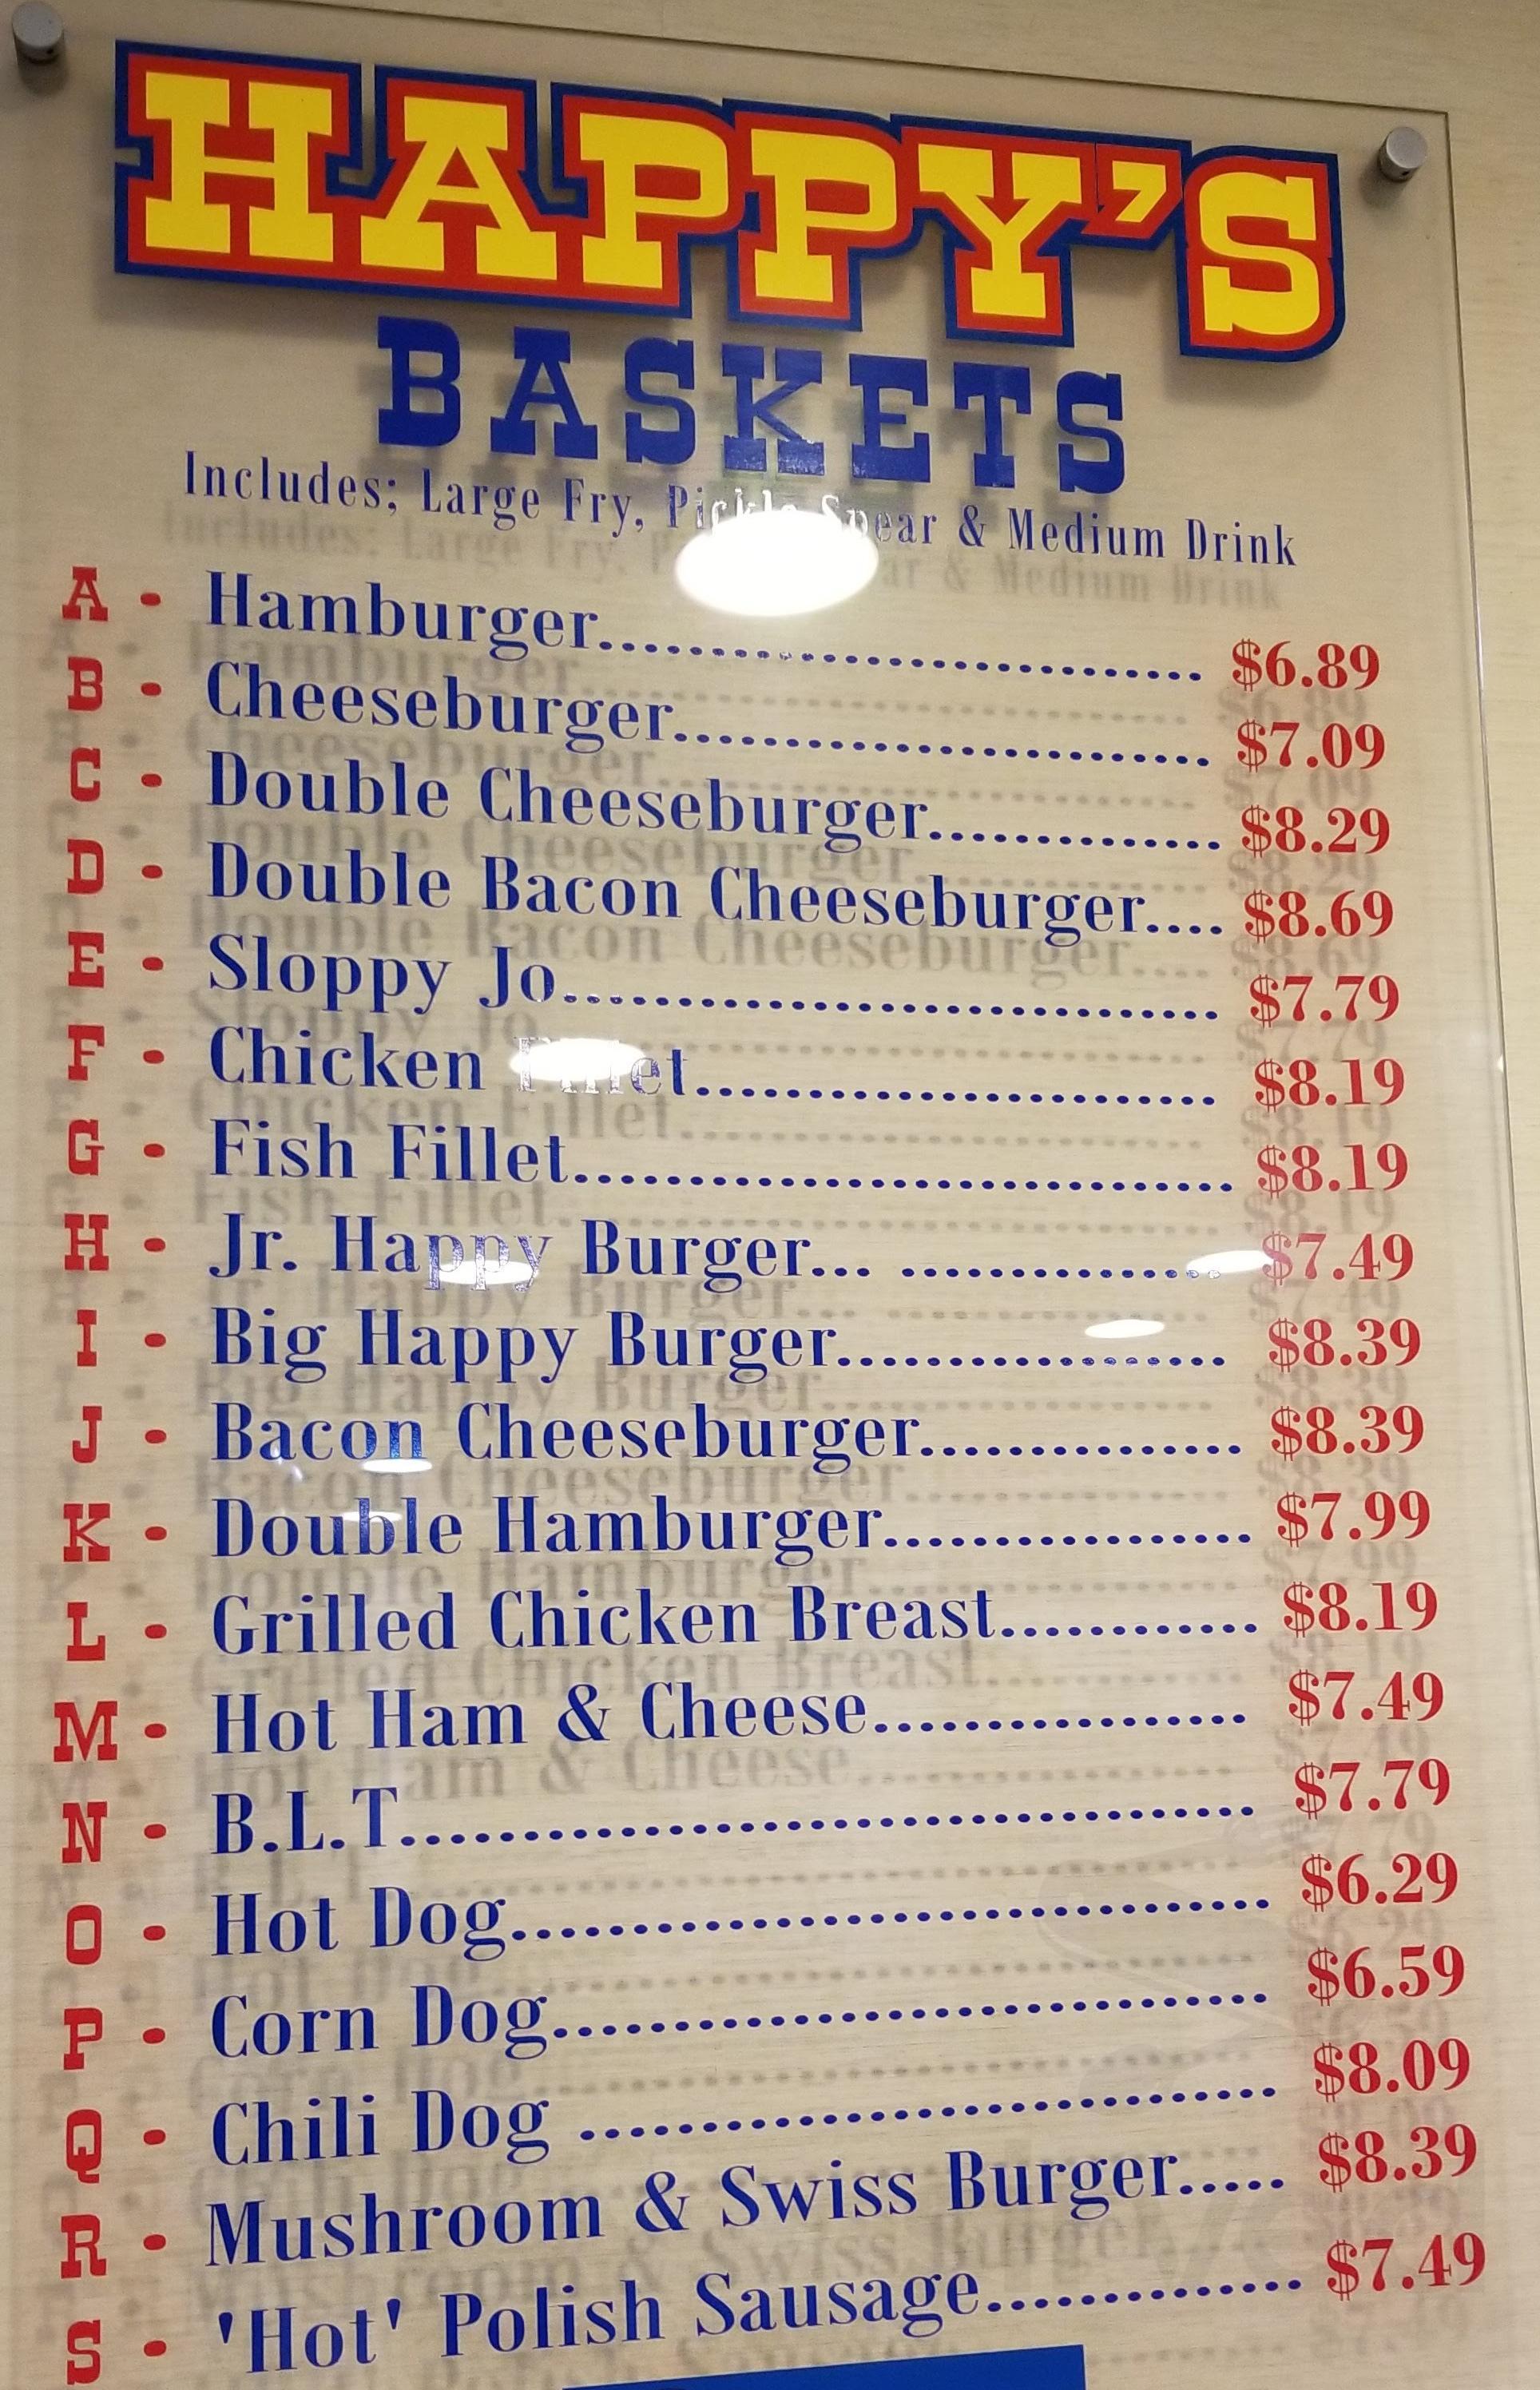 HAPPY'S
BASKETS
Includes; Large Fry, Pickle Spear & Medium Drink
A - Hamburger.............................. $6.89
B - Cheeseburger.......................... $7.09
C - Double Cheeseburger............... $8.29
D - Double Bacon Cheeseburger.... $8.69
E - Sloppy Jo............................... $7.79
F - Chicken Fillet......................... $8.19
G - Fish Fillet............................... $8.19
H - Jr. Happy Burger... ............... $7.49
I - Big Happy Burger.................. $8.39
J - Bacon Cheeseburger............... $8.39
K - Double Hamburger................. $7.99
L - Grilled Chicken Breast............ $8.19
M - Hot Ham & Cheese................. $7.49
N - B.L.T..................................... $7.79
O - Hot Dog................................. $6.29
P - Corn Dog............................... $6.59
Q - Chili Dog .............................. $8.09
R - Mushroom & Swiss Burger..... $8.39
S - 'Hot' Polish Sausage............. $7.49